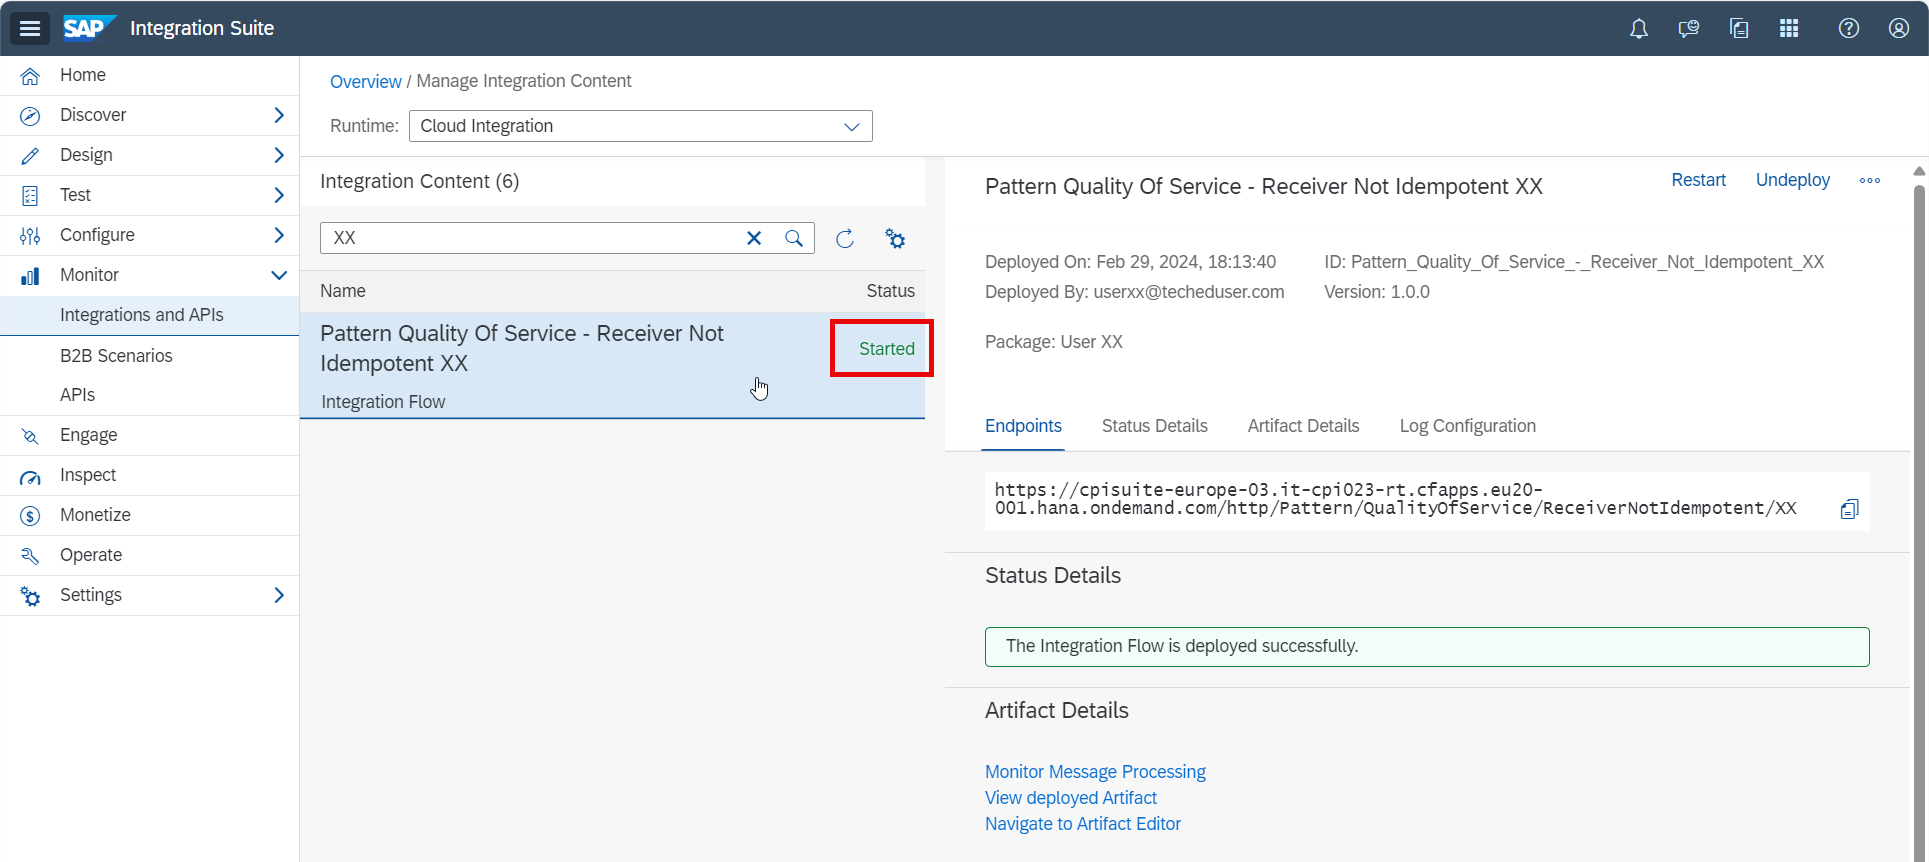 SAP Integration Suite
Home
Discover
Design
Test
Configure
Monitor
Integrations and APIs
B2B Scenarios
APIs
Engage
Inspect
Monetize
Operate
Settings
Overview / Manage Integration Content
Runtime: Cloud Integration
Integration Content (6)
XX
Name Status
Pattern Quality Of Service - Receiver Not
Idempotent XX
Started
Integration Flow
Pattern Quality Of Service - Receiver Not Idempotent XX
Restart Undeploy
Deployed On: Feb 29, 2024, 18:13:40
ID: Pattern_Quality_Of_Service_-_Receiver_Not_Idempotent_XX
Deployed By: userxx@techeduser.com
Version: 1.0.0
Package: User XX
Endpoints Status Details Artifact Details Log Configuration
https://cpisuite-europe-03.it-cpi023-rt.cfapps.eu20-
001.hana.ondemand.com/http/Pattern/QualityOfService/ReceiverNotIdempotent/XX
Status Details
The Integration Flow is deployed successfully.
Artifact Details
Monitor Message Processing
View deployed Artifact
Navigate to Artifact Editor